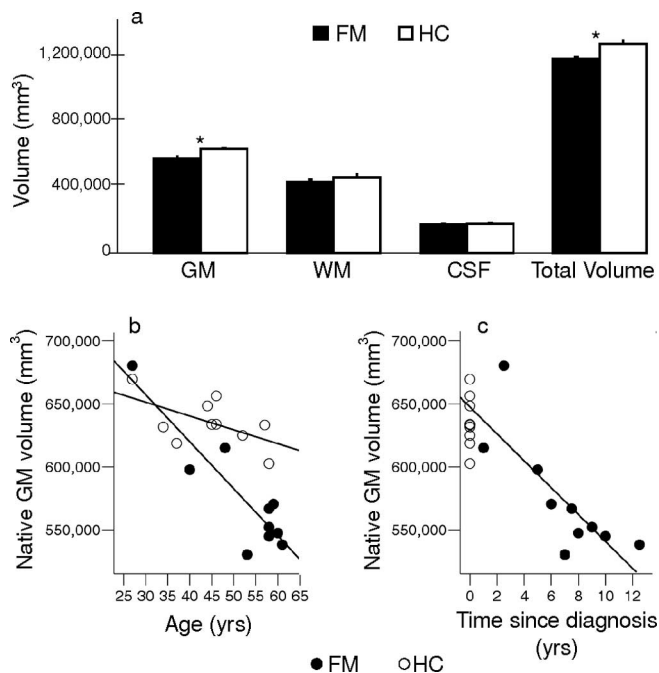 a
FM HC
Volume (mm³)
1,200,000
800,000
400,000
0
*
*
GM WM CSF Total Volume
b
Native GM volume (mm³)
700,000
650,000
600,000
550,000
25 30 35 40 45 50 55 60 65
Age (yrs)
c
Native GM volume (mm³)
700,000
650,000
600,000
550,000
0 2 4 6 8 10 12
Time since diagnosis
(yrs)
FM HC